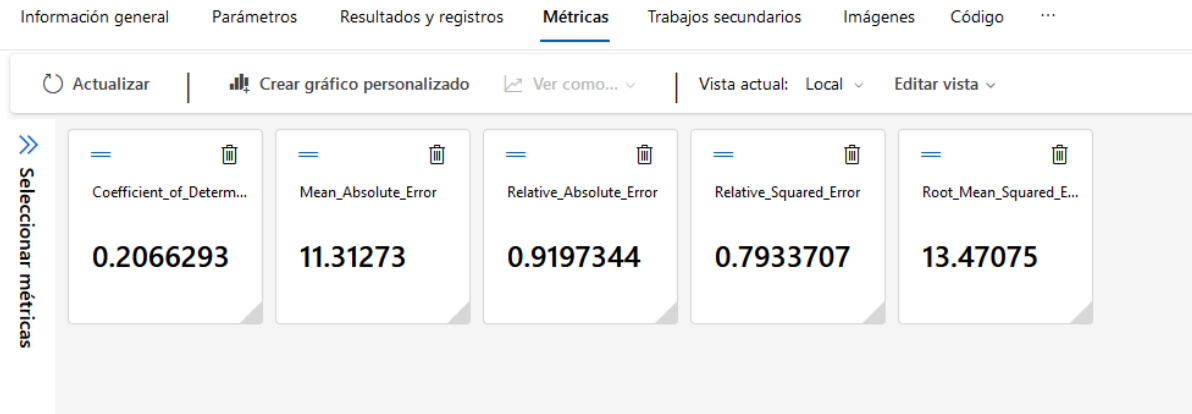 Información general Parámetros Resultados y registros Métricas Trabajos secundarios Imágenes Código ...
Actualizar Crear gráfico personalizado Ver como... Vista actual: Local Editar vista
Seleccionar métricas
Coefficient_of_Determ... Mean_Absolute_Error Relative_Absolute_Error Relative_Squared_Error Root_Mean_Squared_E...
0.2066293 11.31273 0.9197344 0.7933707 13.47075